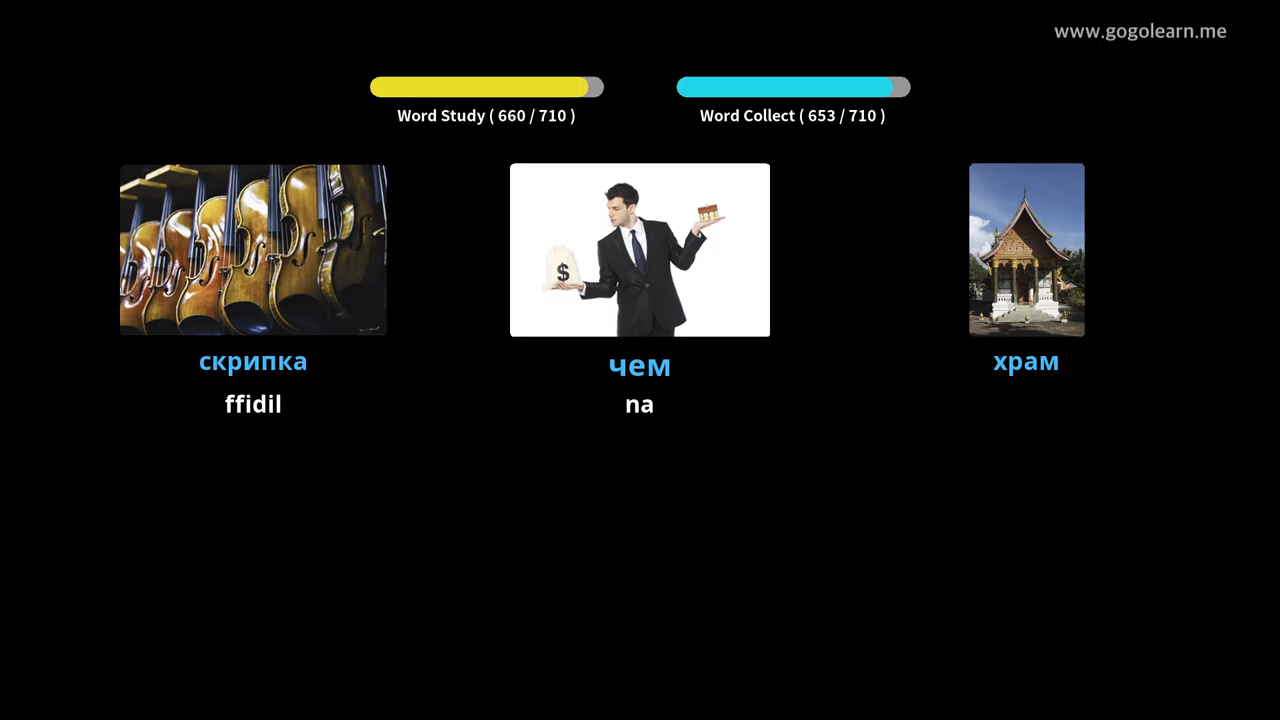 www.gogolearn.me
Word Study ( 660 / 710 )
Word Collect ( 653 / 710 )
$
скрипка
чем
храм
ffidil
na